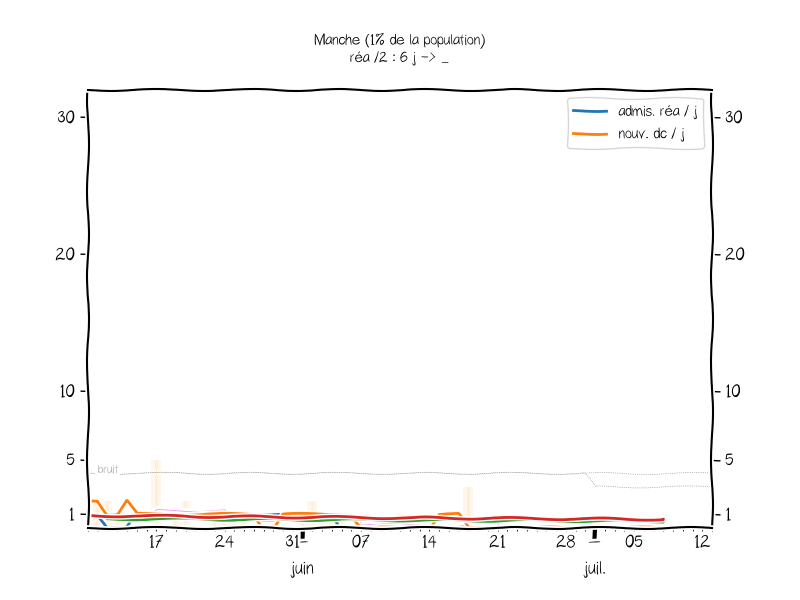 Manche (1% de la population)
réa /2 : 6 j -> _
admis. réa / j
nouv. dc / j
30
30
20
20
10
10
5
5
bruit
1
1
17 24 31 07 14 21 28 05 12
juin juil.